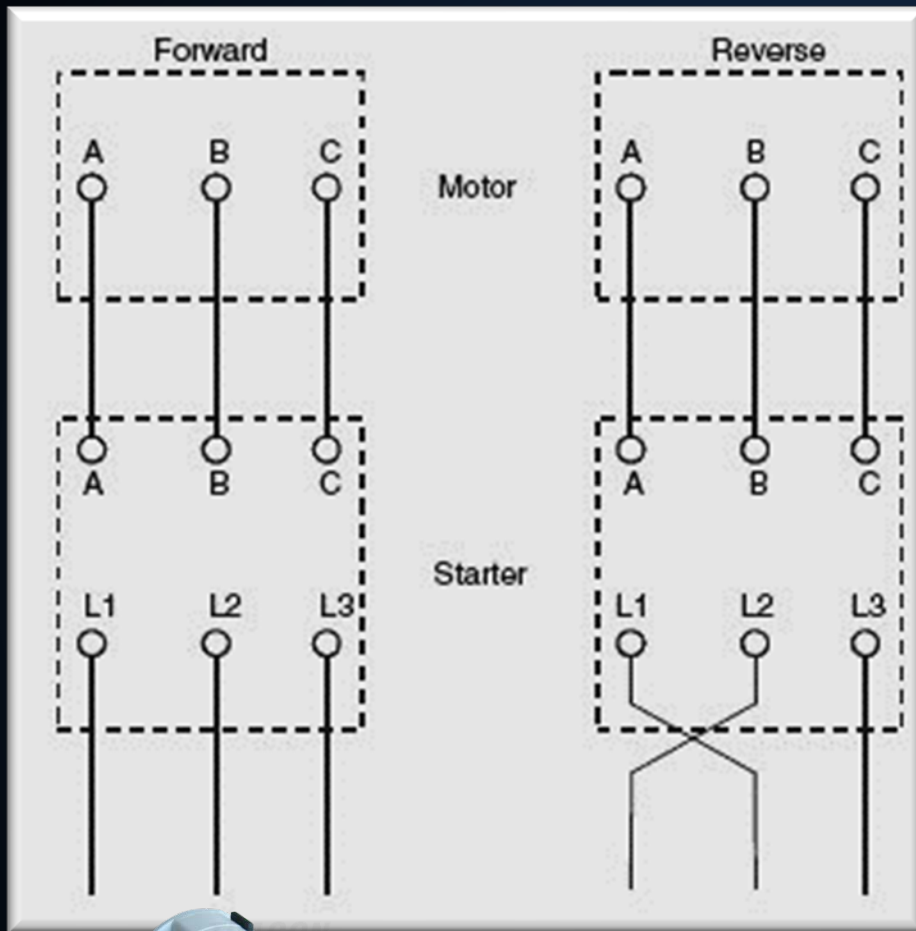 Forward Reverse
A B C A B C
Motor
A B C A B C
Starter
L1 L2 L3 L1 L2 L3